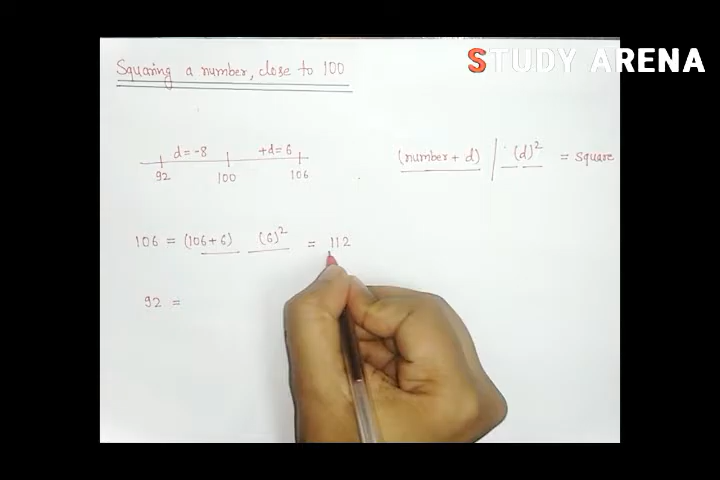 STUDY ARENA
Squaring a number, close to 100
d = -8 +d = 6
92 100 106
(number + d) | (d)² = square
106 = (106 + 6) (6)² = 112
92 =